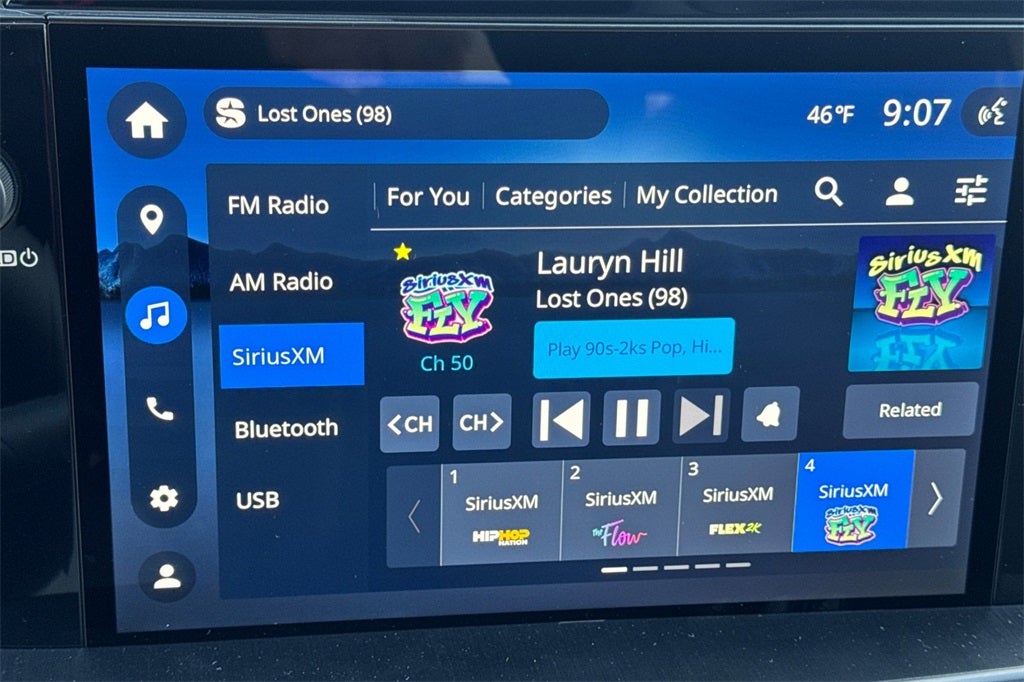 Lost Ones (98)
46°F
9:07
FM Radio
AM Radio
SiriusXM
Bluetooth
USB
For You
Categories
My Collection
SiriusXM
FLY
Ch 50
Lauryn Hill
Lost Ones (98)
Play 90s-2ks Pop, Hi...
SiriusXM
FLY
<CH
CH>
Related
1
SiriusXM
HIPHOP
NATION
2
SiriusXM
The Flow
3
SiriusXM
FLEX2K
4
SiriusXM
SiriusXM
FLY
D